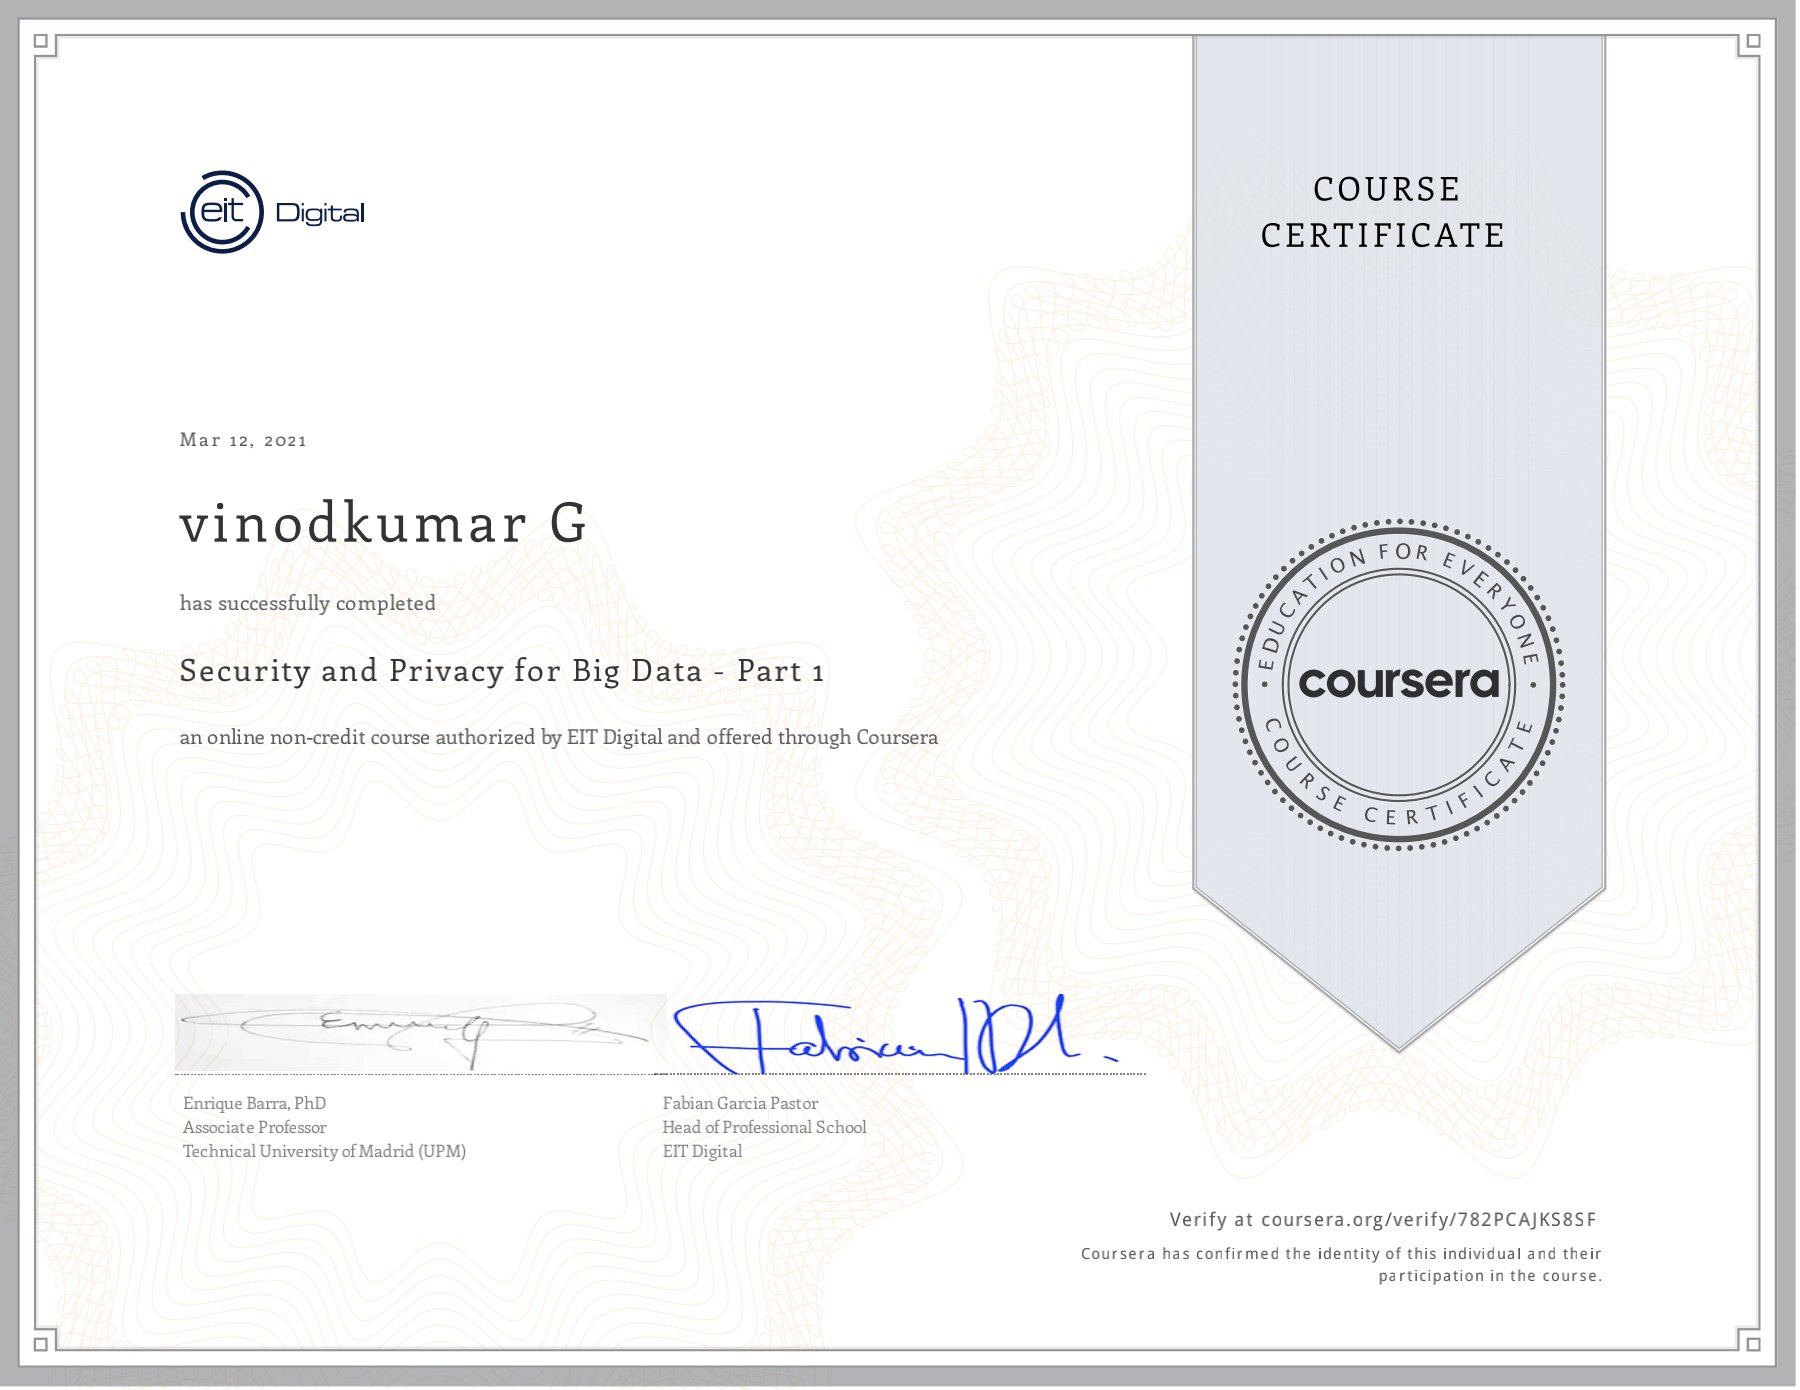 eit Digital
COURSE
CERTIFICATE
Mar 12, 2021
vinodkumar G
has successfully completed
Security and Privacy for Big Data - Part 1
an online non-credit course authorized by EIT Digital and offered through Coursera
EDUCATION FOR EVERYONE
coursera
COURSE CERTIFICATE
Enrique Barra, PhD
Associate Professor
Technical University of Madrid (UPM)
Fabian Garcia Pastor
Head of Professional School
EIT Digital
Verify at coursera.org/verify/782PCAJKS8SF
Coursera has confirmed the identity of this individual and their
participation in the course.